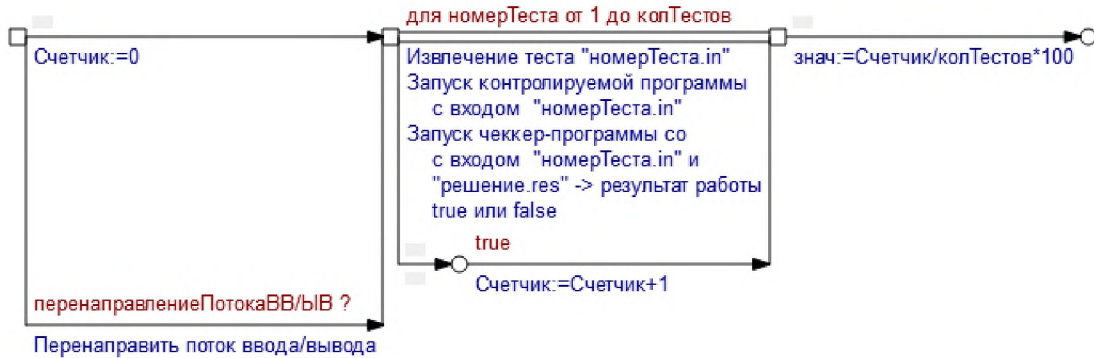 для номерТеста от 1 до копТестов
Счетчик:=0
Извлечение теста "номерТеста.in"
Запуск контролируемой программы
с входом "номерТеста.in"
Запуск чеккер-программы со
с входом "номерТеста.in" и
"решение.res" -> результат работы
true или false
знач:=Счетчик/копТестов*100
true
Счетчик:=Счетчик+1
перенаправлениеПотокаВВ/ЫВ ?
Перенаправить поток ввода/вывода